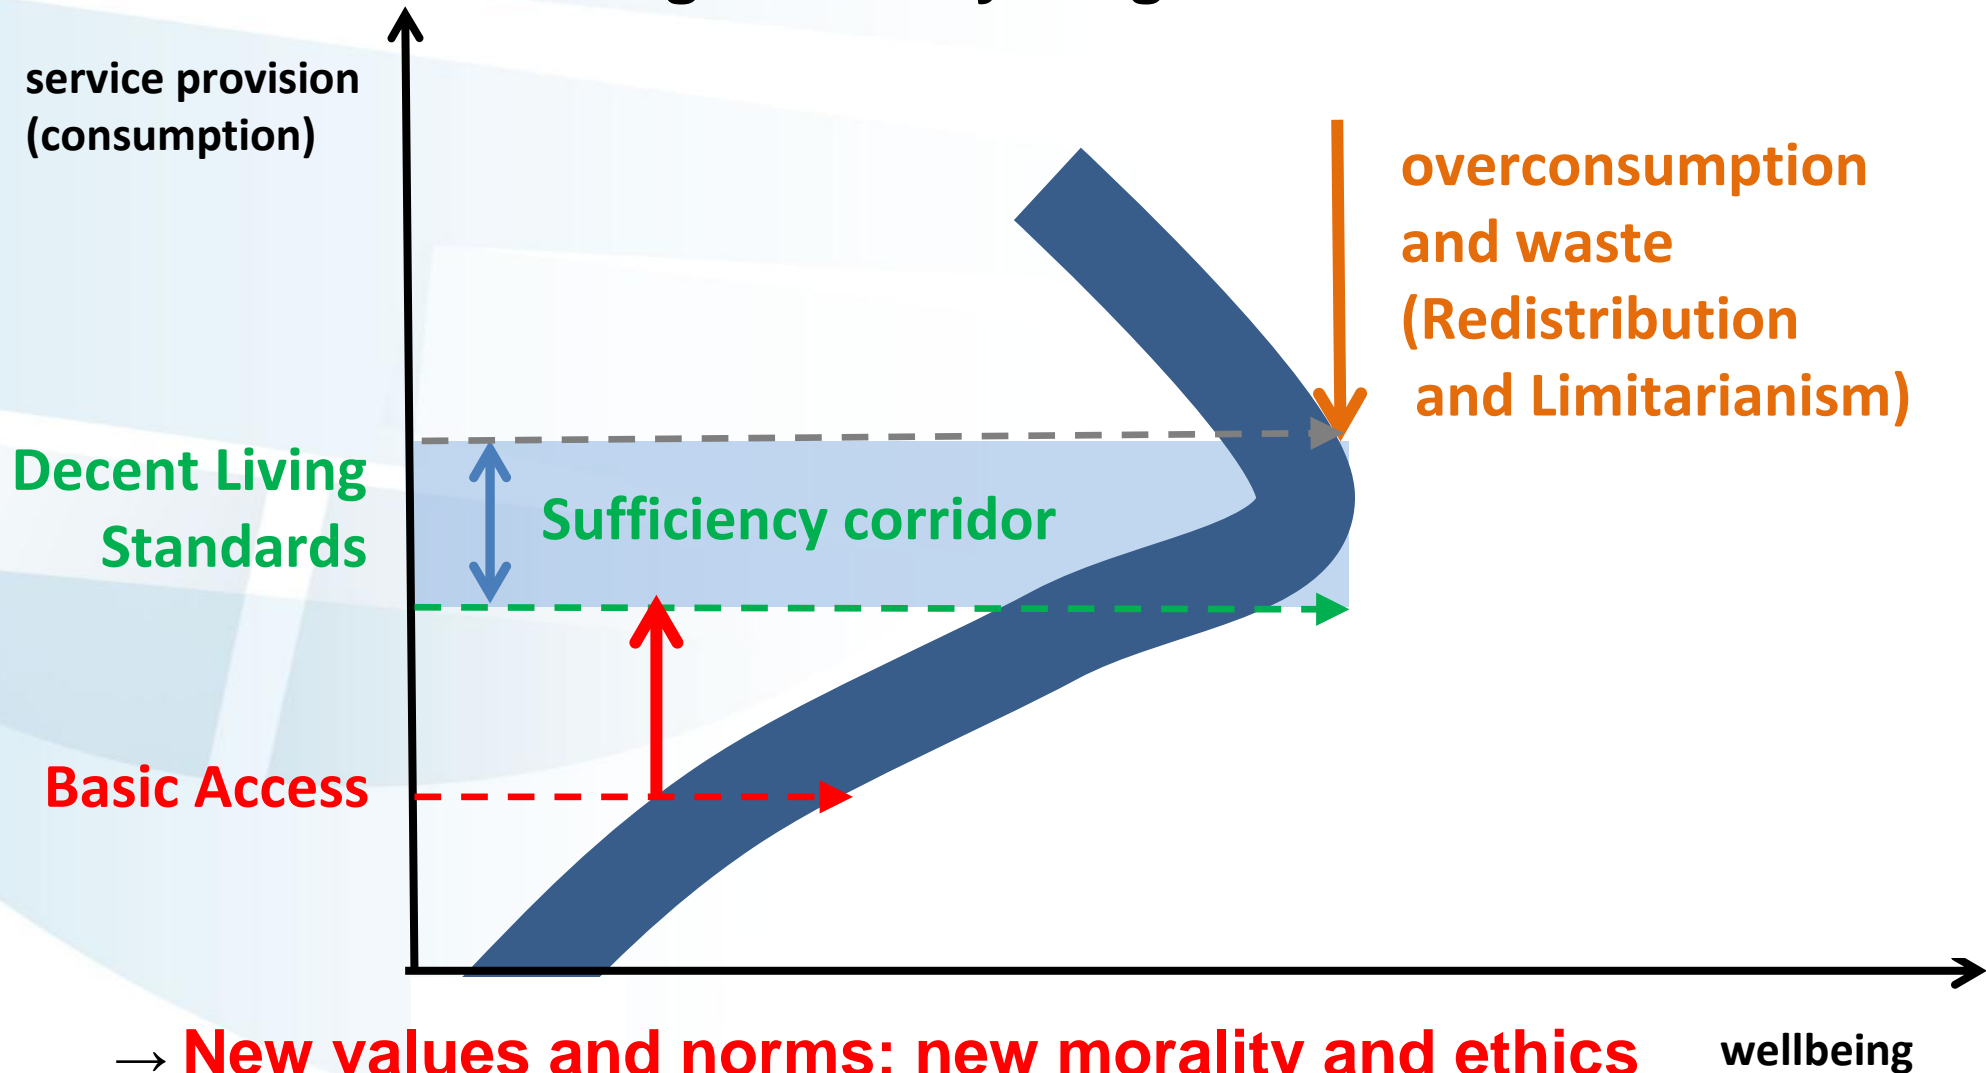 service provision
(consumption)
overconsumption
and waste
(Redistribution
and Limitarianism)
Decent Living
Standards
Sufficiency corridor
Basic Access
→ New values and norms: new morality and ethics
wellbeing